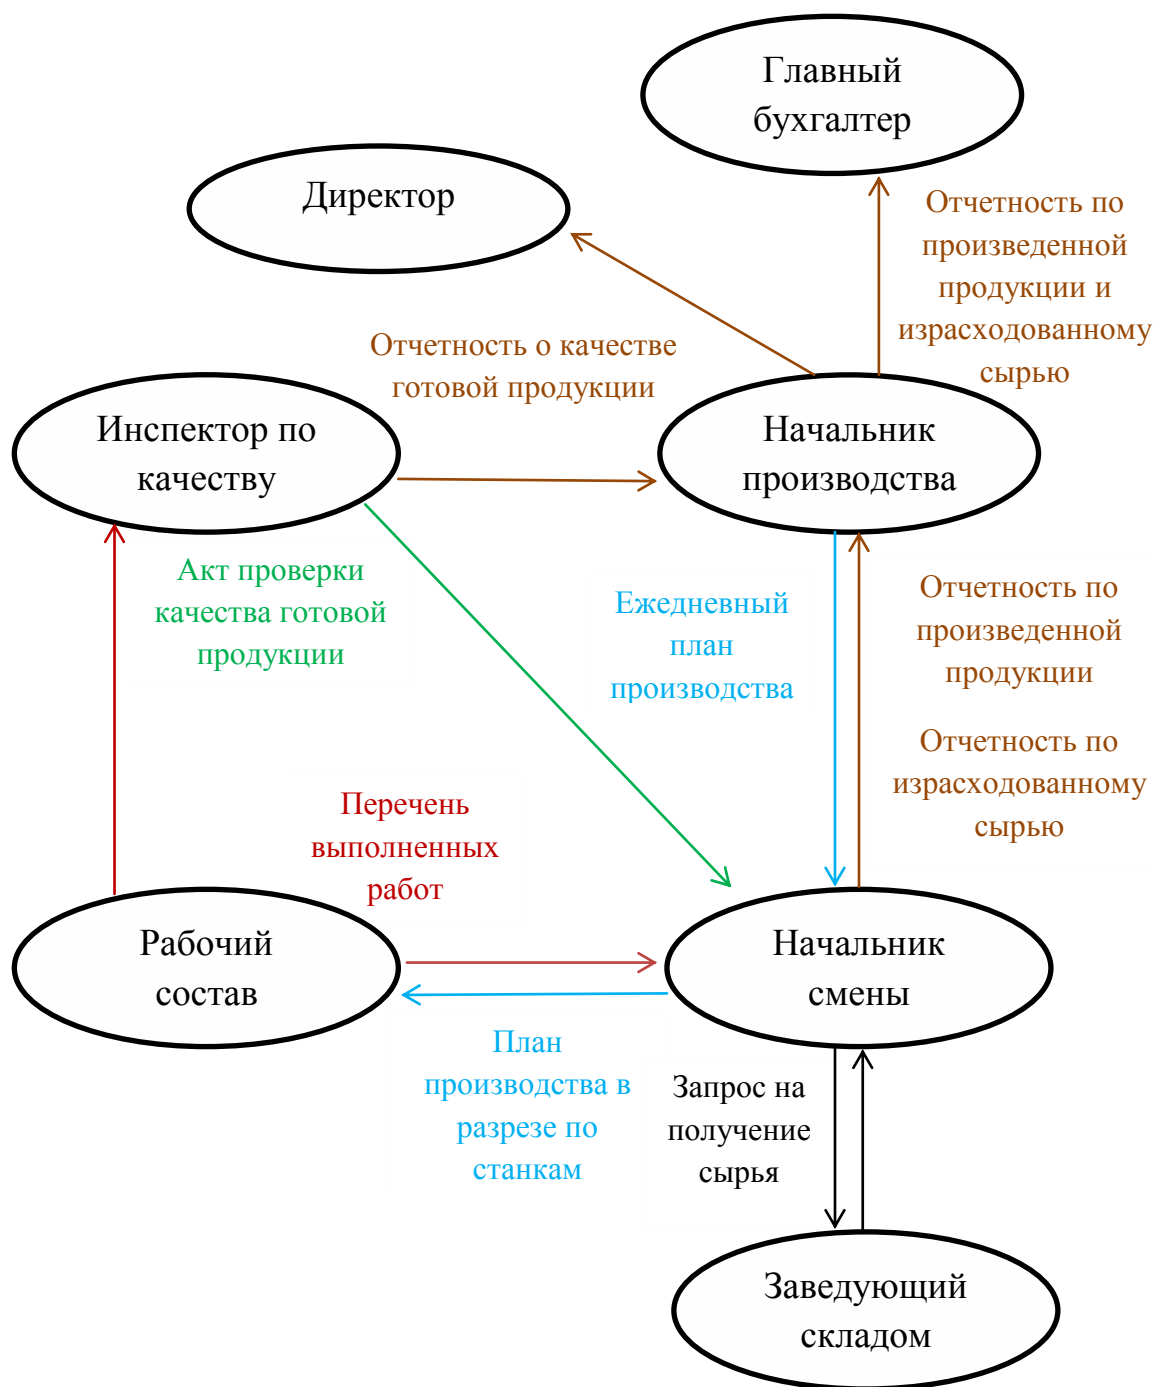 Главный
бухгалтер
Директор
Отчетность по
произведенной
продукции и
израсходованному
сырью
Отчетность о качестве
готовой продукции
Инспектор по
качеству
Начальник
производства
Акт проверки
качества готовой
продукции
Ежедневный
план
производства
Отчетность по
произведенной
продукции
Отчетность по
израсходованному
сырью
Перечень
выполненных
работ
Рабочий
состав
Начальник
смены
План
производства в
разрезе по
станкам
Запрос на
получение
сырья
Заведующий
складом